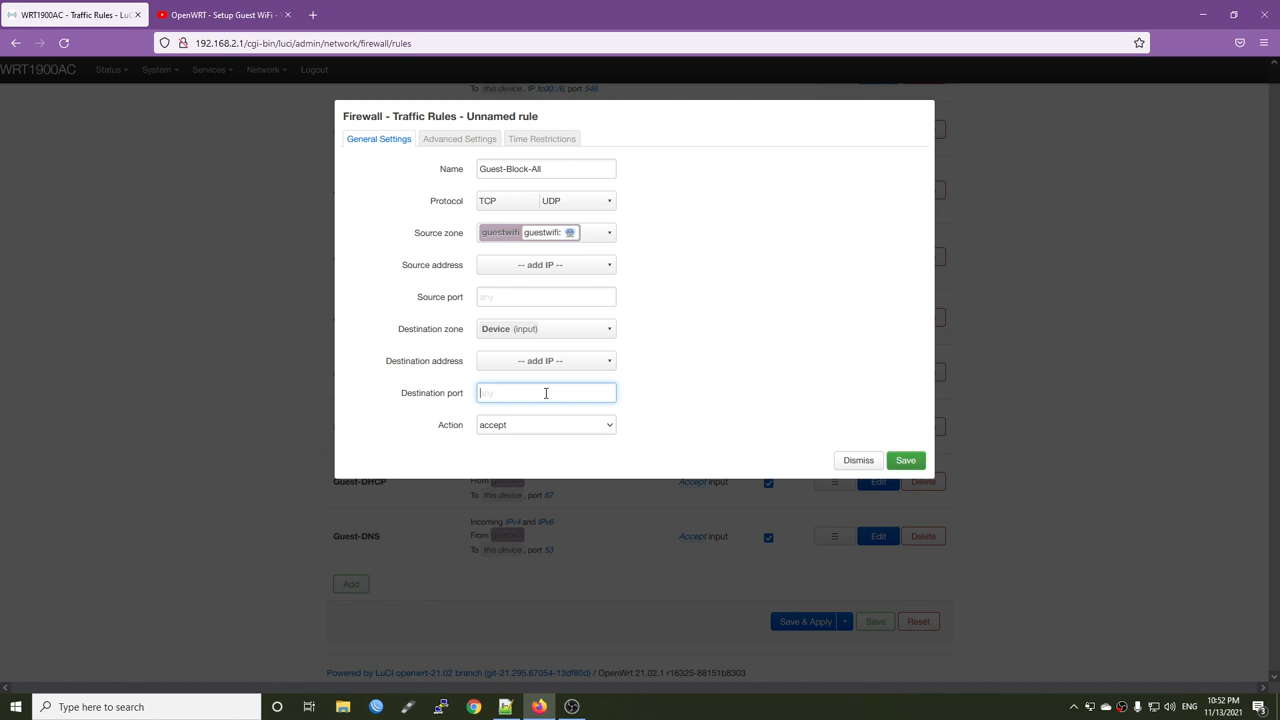 WRT1900AC - Traffic Rules - LuC
OpenWRT - Setup Guest WiFi -
192.168.2.1/cgi-bin/luci/admin/network/firewall/rules
WRT1900AC Status System Services Network Logout
To this device, IP fc00::/6, port 546
Firewall - Traffic Rules - Unnamed rule
General Settings Advanced Settings Time Restrictions
Name Guest-Block-All
Protocol TCP UDP
Source zone guestwifi guestwifi:
Source address -- add IP --
Source port any
Destination zone Device (input)
Destination address -- add IP --
Destination port any
Action accept
Dismiss Save
Guest-DHCP From Accept input Edit Delete
To this device, port 67
Incoming IPv4 and IPv6
Guest-DNS From guestwifi Accept input Edit Delete
To this device, port 53
Add
Save & Apply Save Reset
Powered by LuCI openwrt-21.02 branch (git-21.295.67054-13df80d) / OpenWrt 21.02.1 r16325-88151b8303
Type here to search
ENG
10:52 PM
11/13/2021